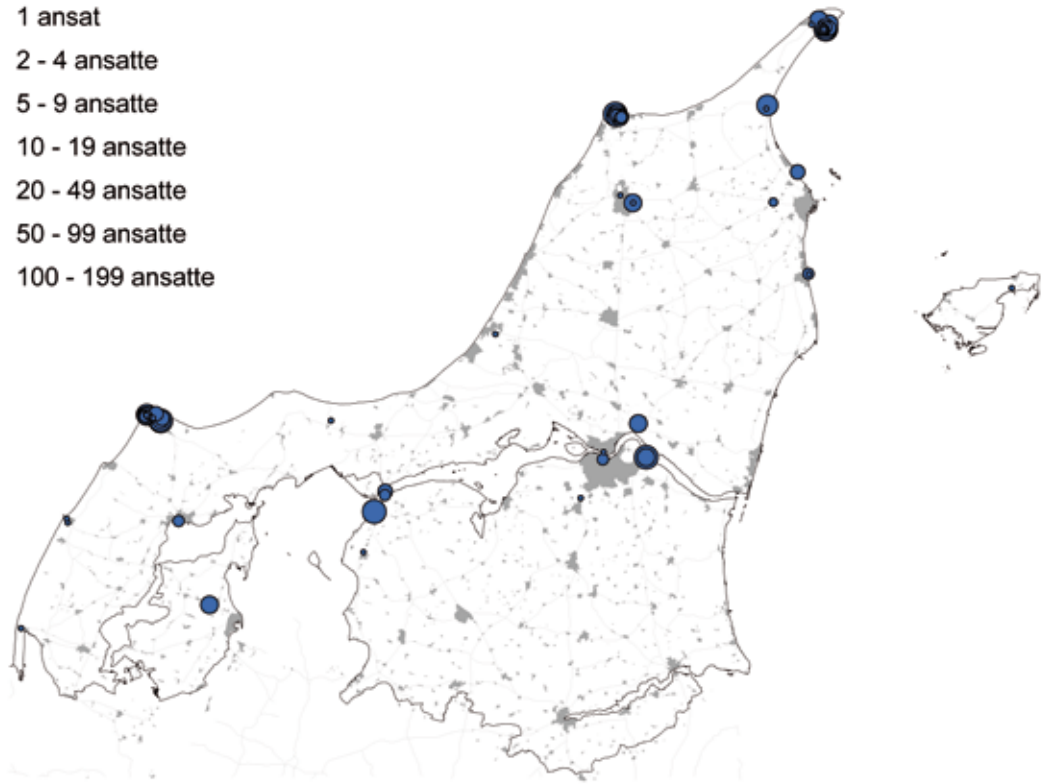 1 ansat
2 - 4 ansatte
5 - 9 ansatte
10 - 19 ansatte
20 - 49 ansatte
50 - 99 ansatte
100 - 199 ansatte